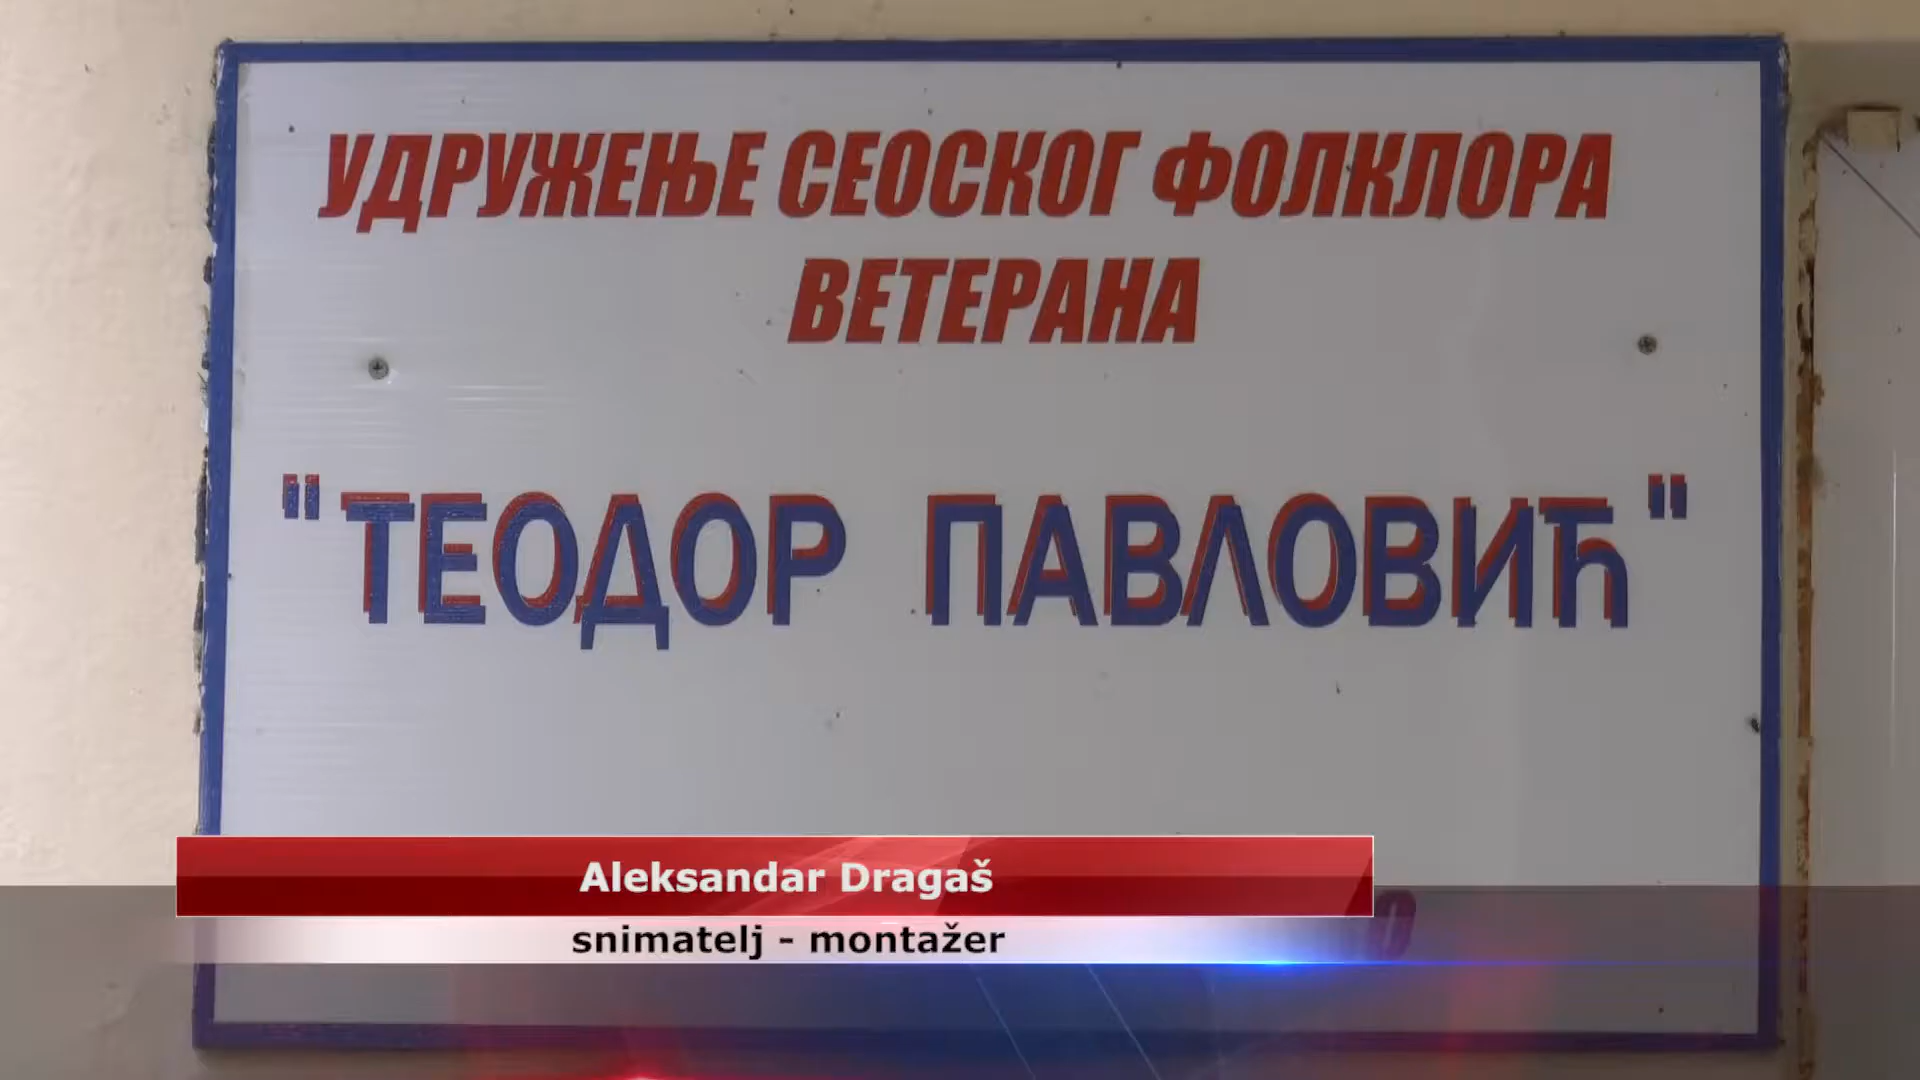 УДРУЖЕЊЕ СЕОСКОГ ФОЛКЛОРА
ВЕТЕРАНА
"ТЕОДОР ПАВЛОВИЋ"
Aleksandar Dragaš
snimatelj - montažer